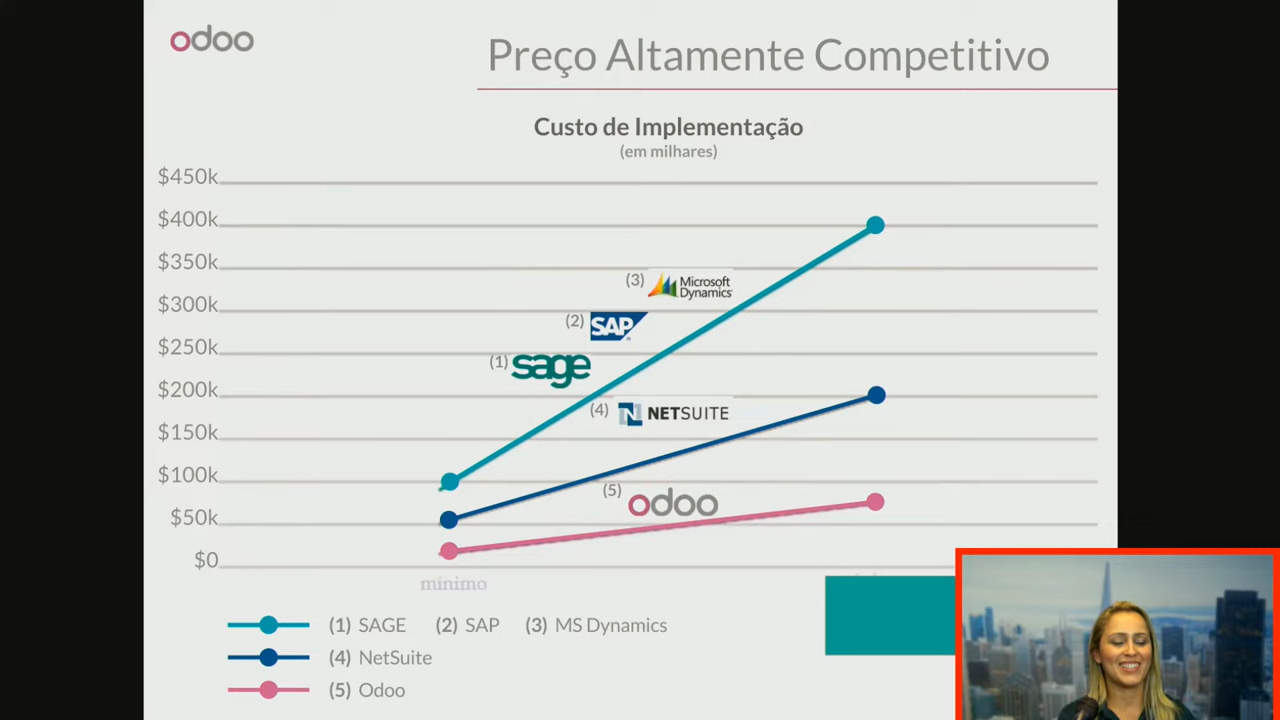 odoo
Preço Altamente Competitivo
Custo de Implementação
(em milhares)
$450k
$400k
$350k
$300k
$250k
$200k
$150k
$100k
$50k
$0
(3) Microsoft Dynamics
(2) SAP
(1) sage
(4) NETSUITE
(5) odoo
mínimo
(1) SAGE (2) SAP (3) MS Dynamics
(4) NetSuite
(5) Odoo